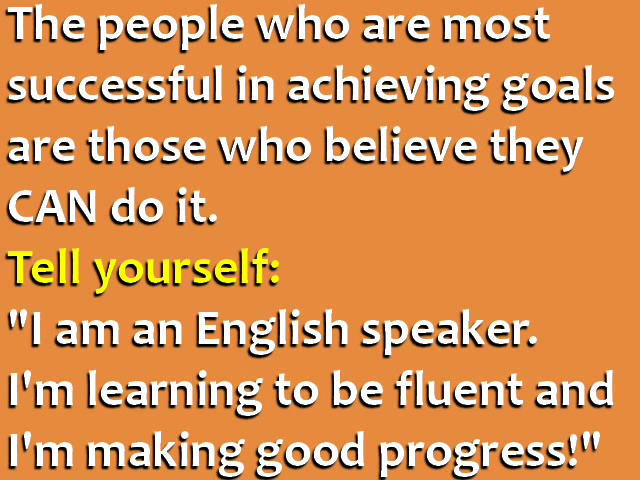 The people who are most
successful in achieving goals
are those who believe they
CAN do it.
Tell yourself:
"I am an English speaker.
I'm learning to be fluent and
I'm making good progress!"